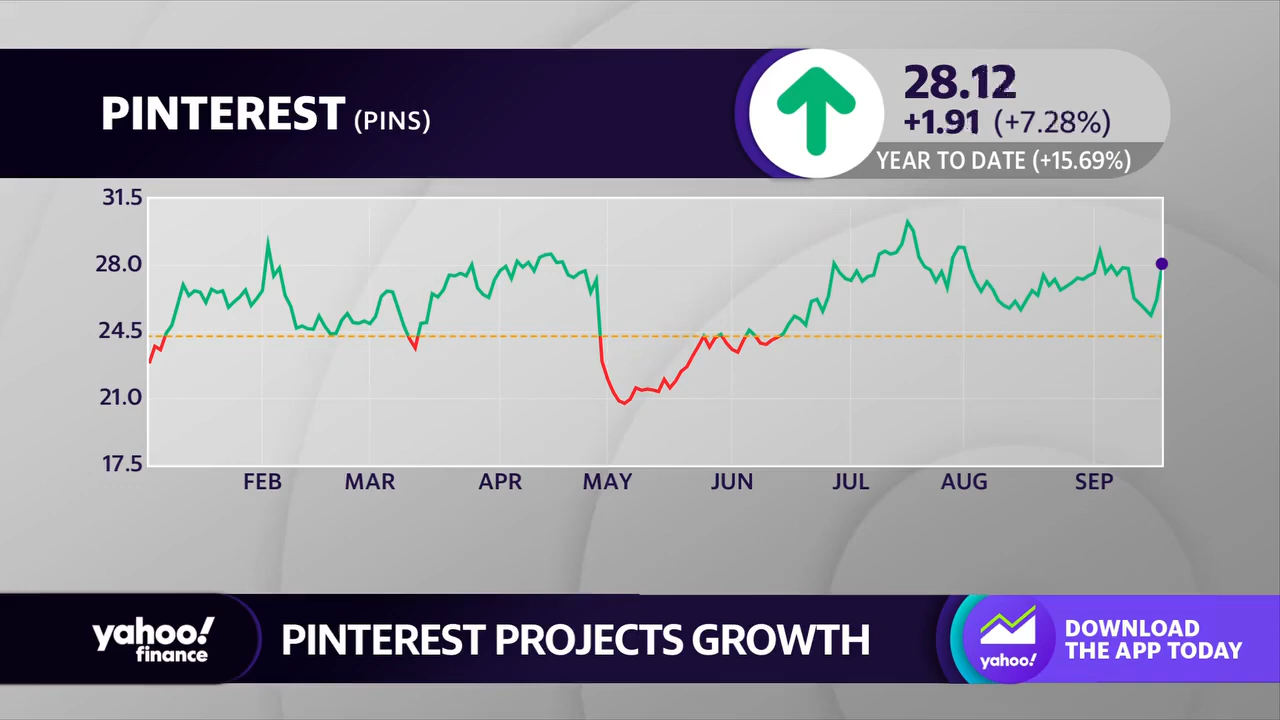 PINTEREST (PINS)
28.12
+1.91 (+7.28%)
YEAR TO DATE (+15.69%)
31.5
28.0
24.5
21.0
17.5
FEB MAR APR MAY JUN JUL AUG SEP
yahoo!
finance
PINTEREST PROJECTS GROWTH
yahoo!
DOWNLOAD
THE APP TODAY